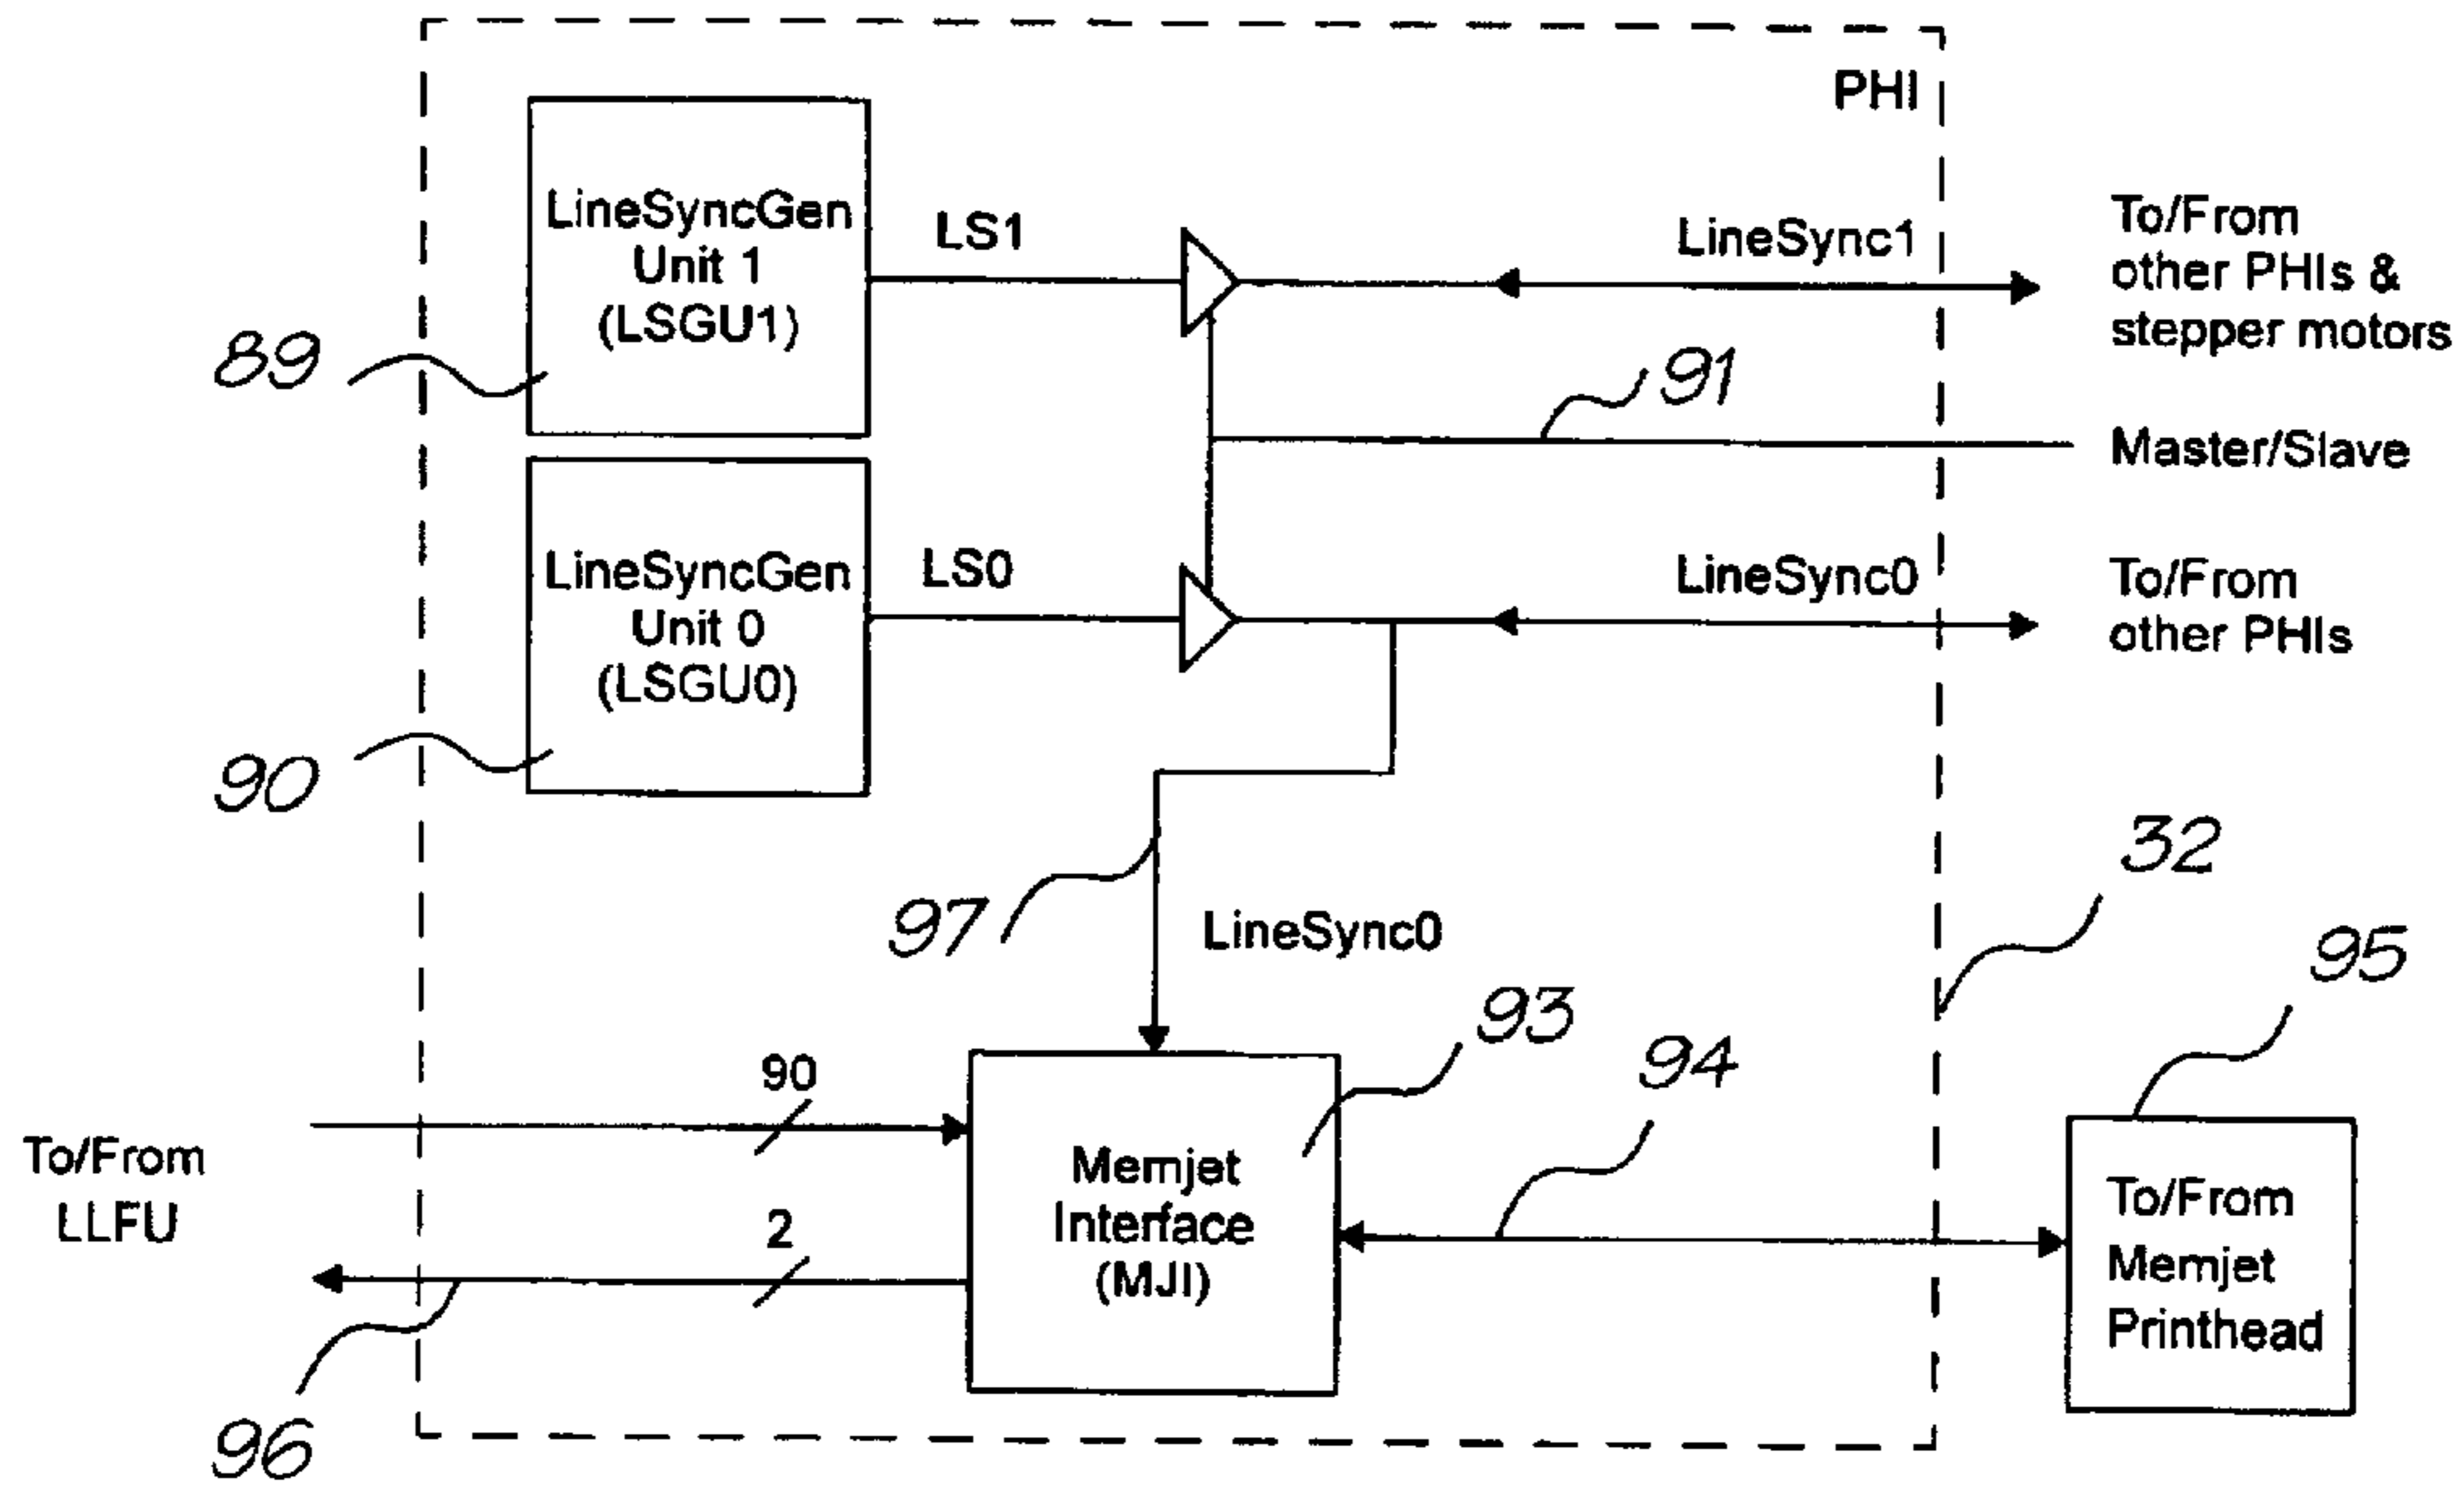 PHI
LineSyncGen
Unit 1
(LSGU1)
LS1
LineSync1
To/From
other PHIs &
stepper motors
89
91
Master/Slave
LineSyncGen
Unit 0
(LSGU0)
LS0
LineSync0
To/From
other PHIs
90
97
LineSync0
32
95
93
94
90
To/From
LLFU
2
Memjet
Interface
(MJI)
To/From
Memjet
Printhead
96